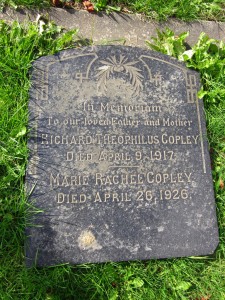 In Memoriam
To our loved Father and Mother
RICHARD THEOPHILUS COPLEY
DIED APRIL 9, 1917.
MARIE RACHEL COPLEY
DIED APRIL 26, 1926.